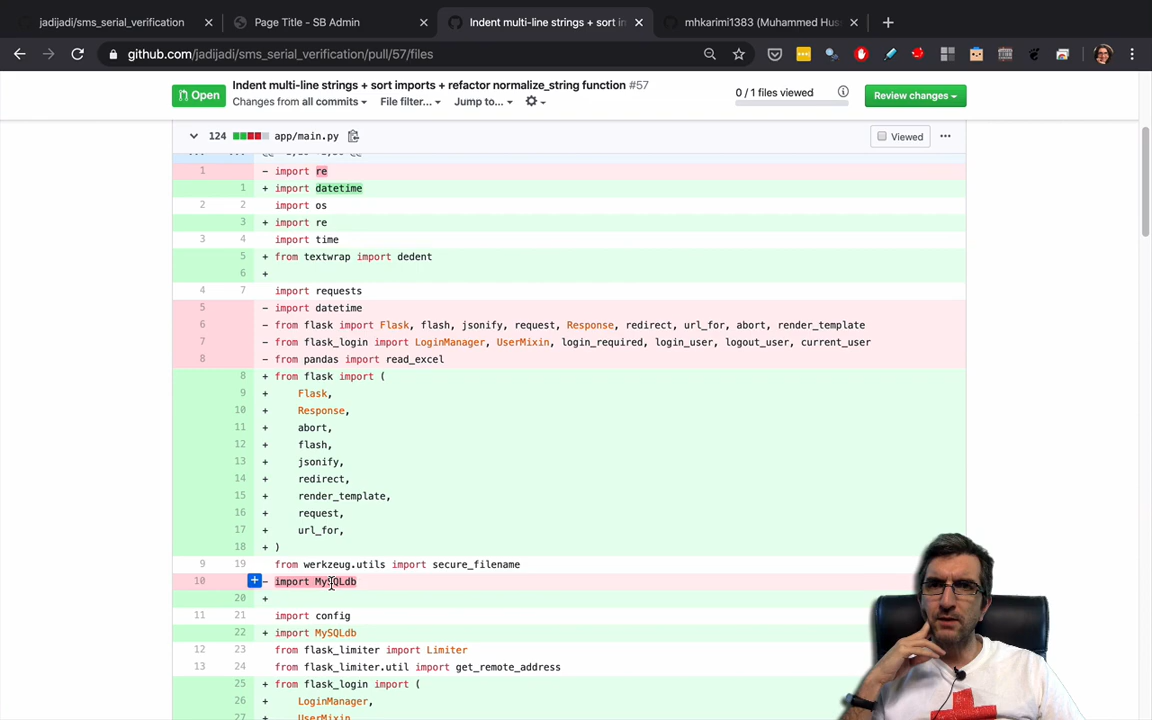 jadijadi/sms_serial_verification
Page Title - SB Admin
Indent multi-line strings + sort in
mhkarimi1383 (Muhammed Hus
github.com/jadijadi/sms_serial_verification/pull/57/files
Open
Indent multi-line strings + sort imports + refactor normalize_string function #57
Changes from all commits
File filter...
Jump to...
0 / 1 files viewed
Review changes
124 app/main.py
Viewed
1 - import re
1 + import datetime
2 2 import os
3 + import re
3 4 import time
5 + from textwrap import dedent
6 +
4 7 import requests
5 - import datetime
6 - from flask import Flask, flash, jsonify, request, Response, redirect, url_for, abort, render_template
7 - from flask_login import LoginManager, UserMixin, login_required, login_user, logout_user, current_user
8 - from pandas import read_excel
8 + from flask import (
9 + Flask,
10 + Response,
11 + abort,
12 + flash,
13 + jsonify,
14 + redirect,
15 + render_template,
16 + request,
17 + url_for,
18 + )
9 19 from werkzeug.utils import secure_filename
10 + - import MySQLdb
20 +
11 21 import config
22 + import MySQLdb
12 23 from flask_limiter import Limiter
13 24 from flask_limiter.util import get_remote_address
25 + from flask_login import (
26 + LoginManager,
27 UserMixin